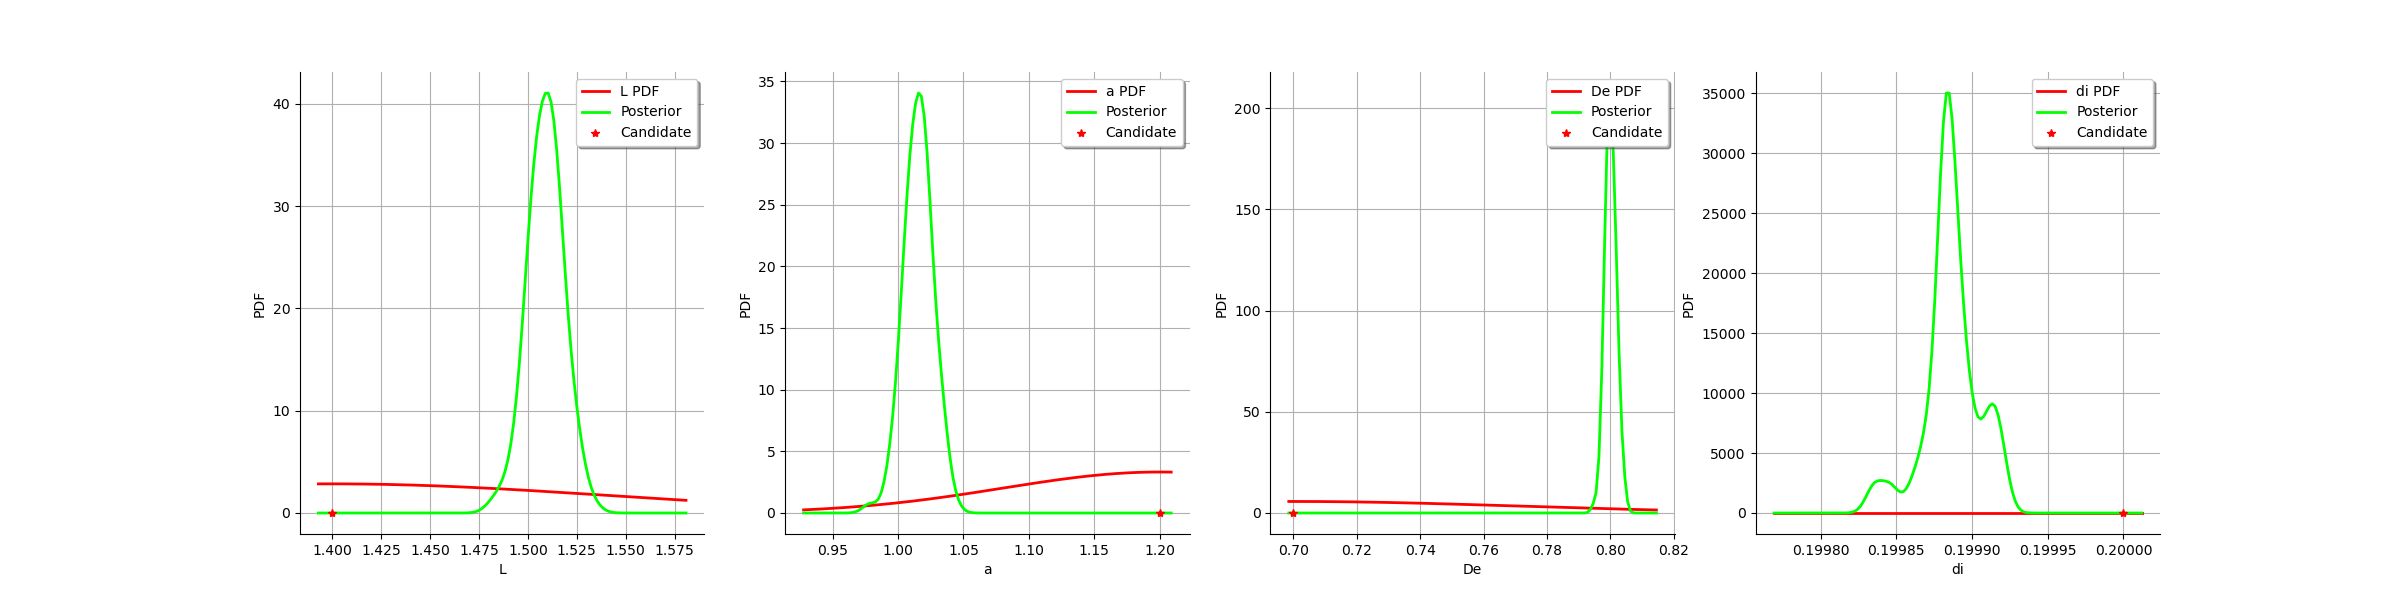 L PDF
Posterior
Candidate
40
30
20
10
0
PDF
1.400 1.425 1.450 1.475 1.500 1.525 1.550 1.575
L
a PDF
Posterior
Candidate
35
30
25
20
15
10
5
0
PDF
0.95 1.00 1.05 1.10 1.15 1.20
a
De PDF
Posterior
Candidate
200
150
100
50
0
PDF
0.70 0.72 0.74 0.76 0.78 0.80 0.82
De
di PDF
Posterior
Candidate
35000
30000
25000
20000
15000
10000
5000
0
PDF
0.19980 0.19985 0.19990 0.19995 0.20000
di